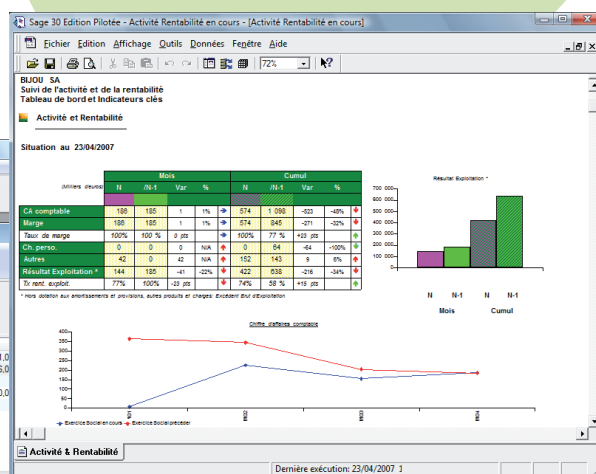 Sage 30 Edition Pilotée - Activité Rentabilité en cours - [Activité Rentabilité en cours]
Fichier Edition Affichage Outils Données Fenêtre Aide
72%
BIJOU SA
Suivi de l'activité et de la rentabilité
Tableau de bord et Indicateurs clés
Activité et Rentabilité
Situation au 23/04/2007
Mois Cumul
(Milliers d'euros) N /N-1 Var % N /N-1 Var %
CA comptable 186 185 1 1% 574 1 098 -523 -48%
Marge 186 185 1 1% 574 845 -271 -32%
Taux de marge 100% 100 % 0 pts 100% 77 % +23 pts
Ch. perso. 0 0 0 N/A 0 64 -64 -100%
Autres 42 0 42 N/A 152 143 9 6%
Résultat Exploitation * 144 185 -41 -22% 422 638 -216 -34%
Tx rent. exploit. 77% 100% -23 pts 74% 58 % +15 pts
* Hors dotation aux amortissements et provisions, autres produits et charges: Excédent Brut d'Exploitation
Résultat Exploitation *
700 000
600 000
500 000
400 000
300 000
200 000
100 000
0
N N-1 N N-1
Mois Cumul
Chiffre d'affaires comptable
400
350
300
250
200
150
100
50
0
Exercice Social en cours Exercice Social précéder
Activité & Rentabilité
Dernière exécution: 23/04/2007 1